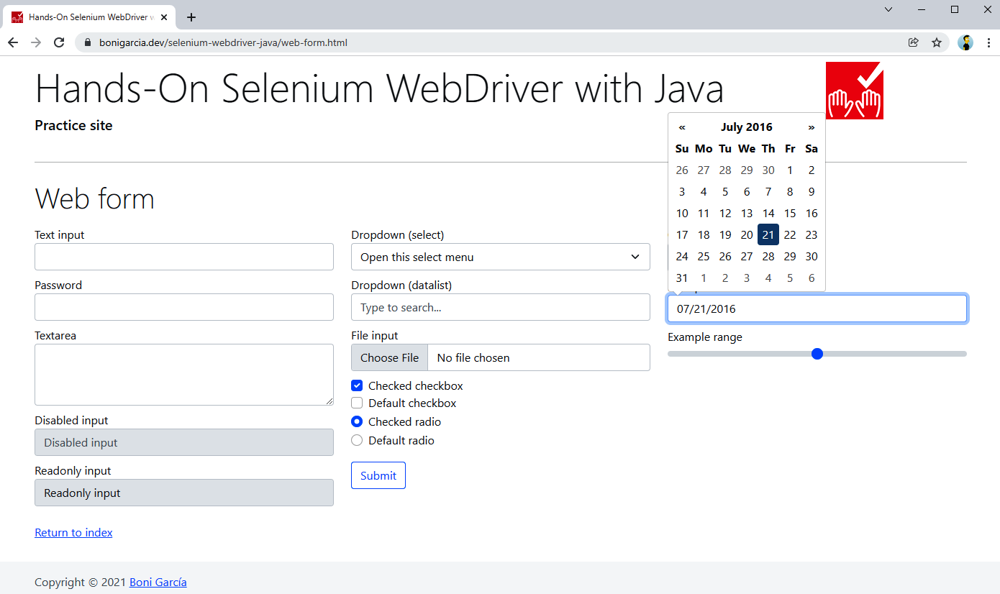 Hands-On Selenium WebDriver w
bonigarcia.dev/selenium-webdriver-java/web-form.html
Hands-On Selenium WebDriver with Java
Practice site
Web form
Text input
Password
Textarea
Disabled input
Disabled input
Readonly input
Readonly input
Return to index
Dropdown (select)
Open this select menu
Dropdown (datalist)
Type to search...
File input
Choose File No file chosen
Checked checkbox
Default checkbox
Checked radio
Default radio
Submit
« July 2016 »
Su Mo Tu We Th Fr Sa
26 27 28 29 30 1 2
3 4 5 6 7 8 9
10 11 12 13 14 15 16
17 18 19 20 21 22 23
24 25 26 27 28 29 30
31 1 2 3 4 5 6
07/21/2016
Example range
Copyright © 2021 Boni García